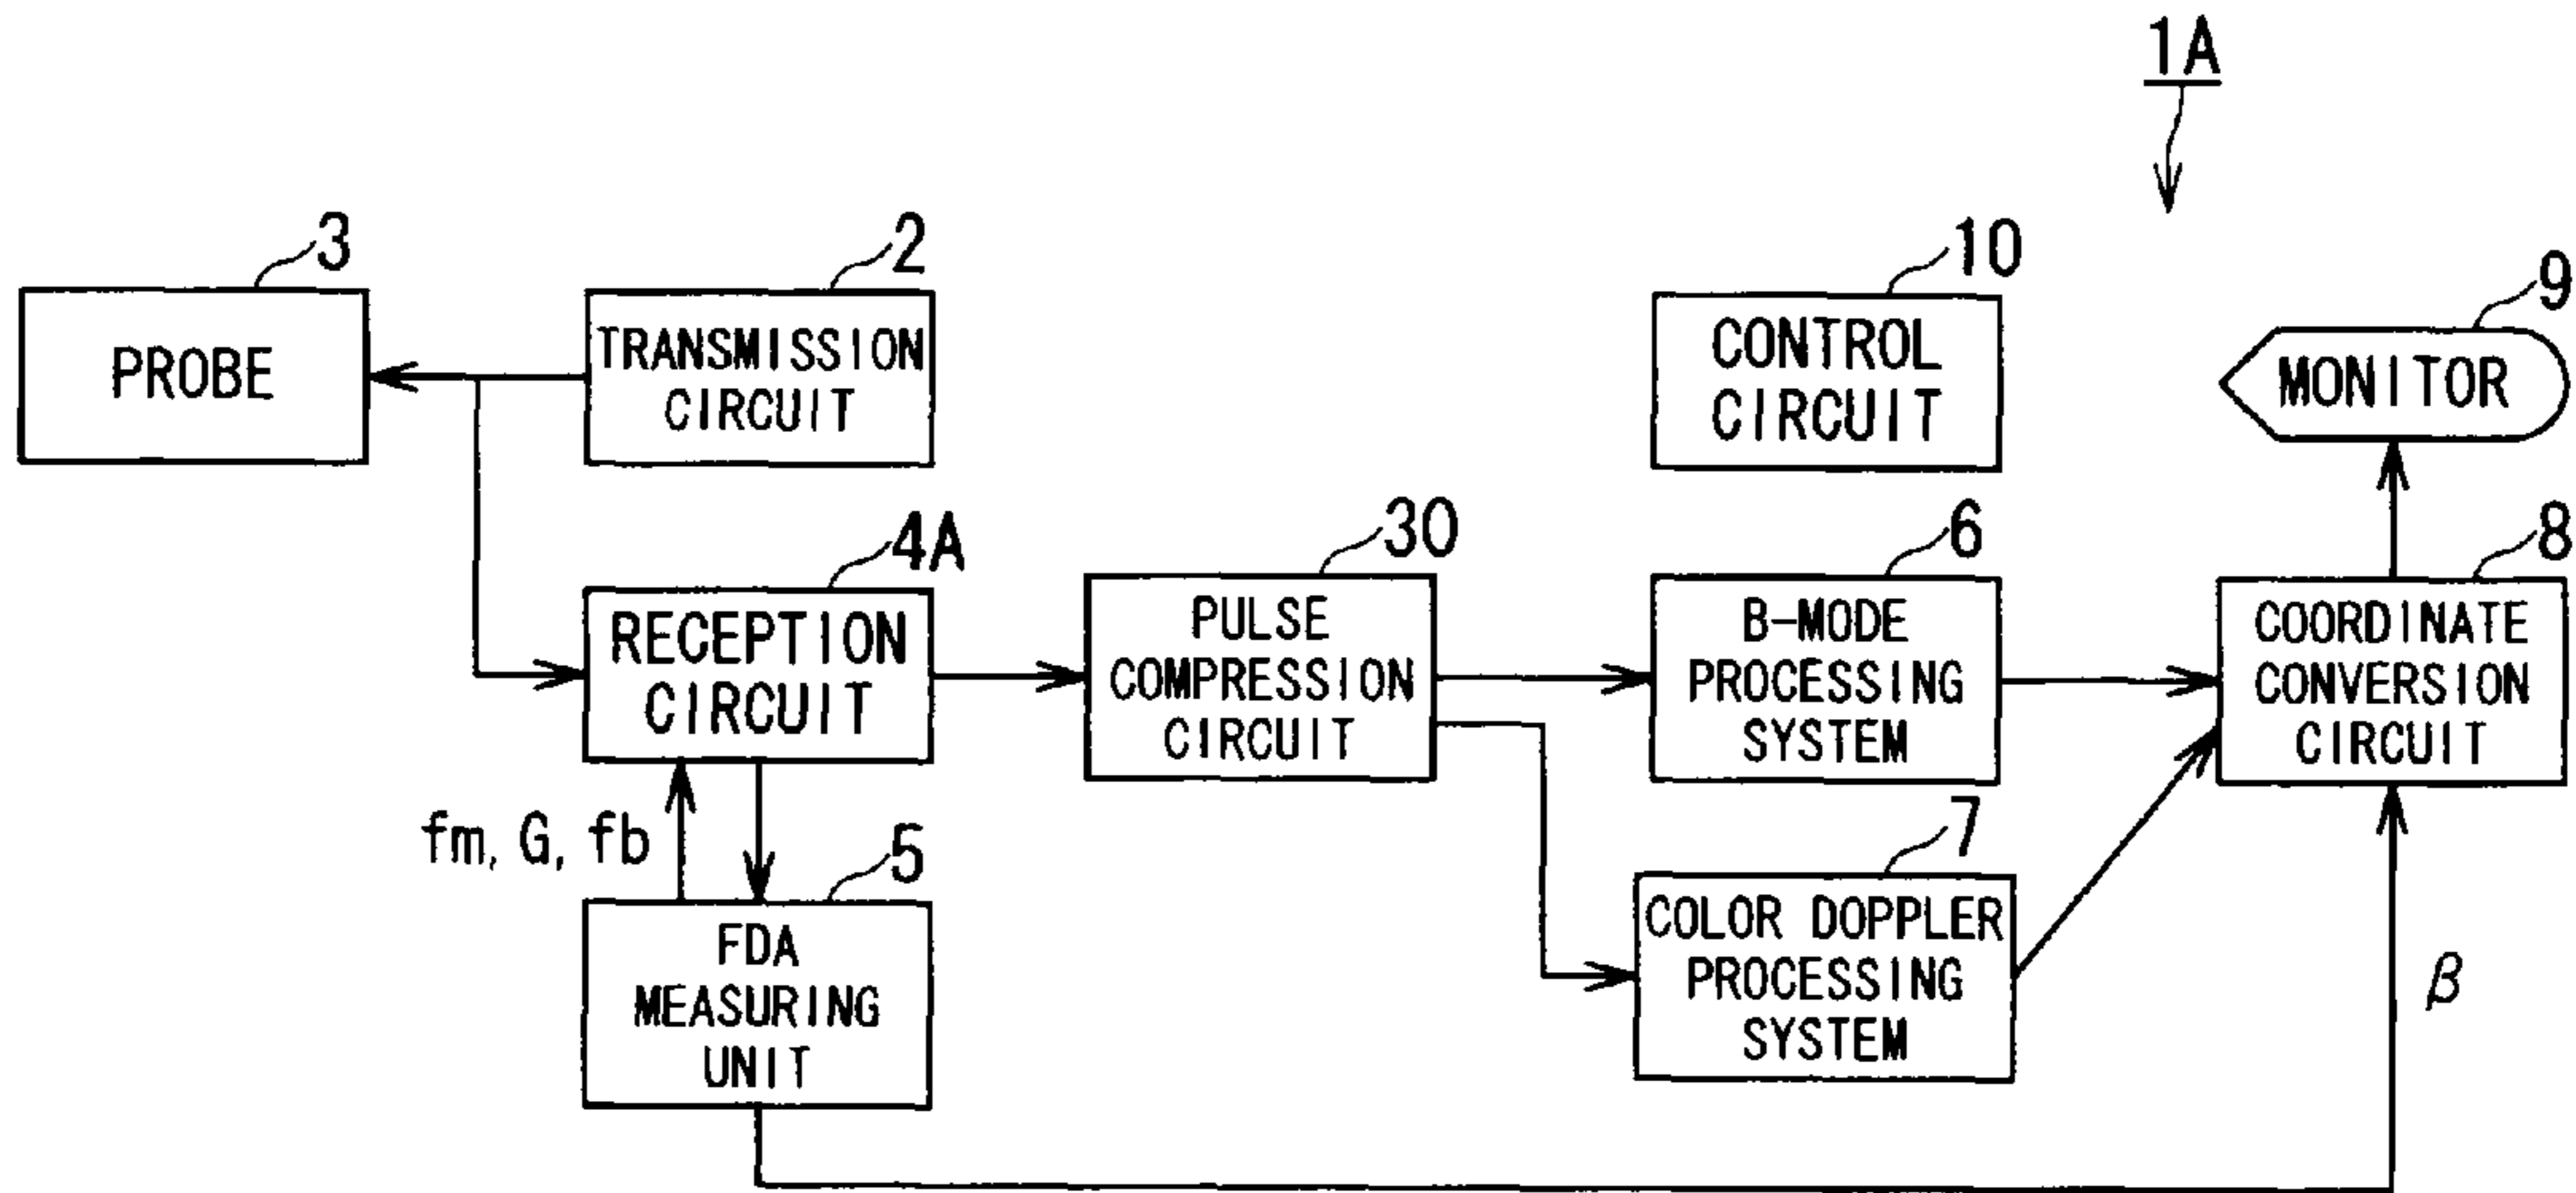 1A
3
2
10
9
PROBE
TRANSMISSION
CIRCUIT
CONTROL
CIRCUIT
MONITOR
4A
30
6
8
RECEPTION
CIRCUIT
PULSE
COMPRESSION
CIRCUIT
B-MODE
PROCESSING
SYSTEM
COORDINATE
CONVERSION
CIRCUIT
fm, G, fb
5
7
FDA
MEASURING
UNIT
COLOR DOPPLER
PROCESSING
SYSTEM
β